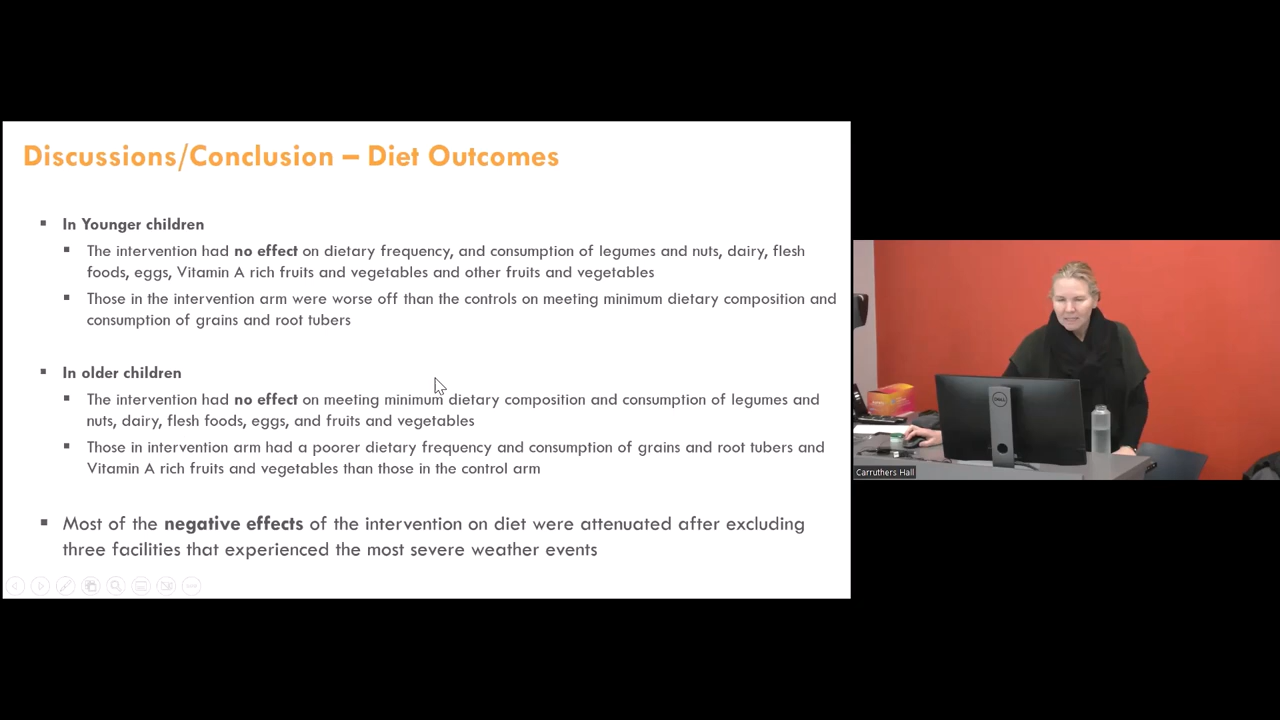 Discussions/Conclusion – Diet Outcomes
▪ In Younger children
▪ The intervention had no effect on dietary frequency, and consumption of legumes and nuts, dairy, flesh
foods, eggs, Vitamin A rich fruits and vegetables and other fruits and vegetables
▪ Those in the intervention arm were worse off than the controls on meeting minimum dietary composition and
consumption of grains and root tubers
▪ In older children
▪ The intervention had no effect on meeting minimum dietary composition and consumption of legumes and
nuts, dairy, flesh foods, eggs, and fruits and vegetables
▪ Those in intervention arm had a poorer dietary frequency and consumption of grains and root tubers and
Vitamin A rich fruits and vegetables than those in the control arm
▪ Most of the negative effects of the intervention on diet were attenuated after excluding
three facilities that experienced the most severe weather events
DELL
Carruthers Hall